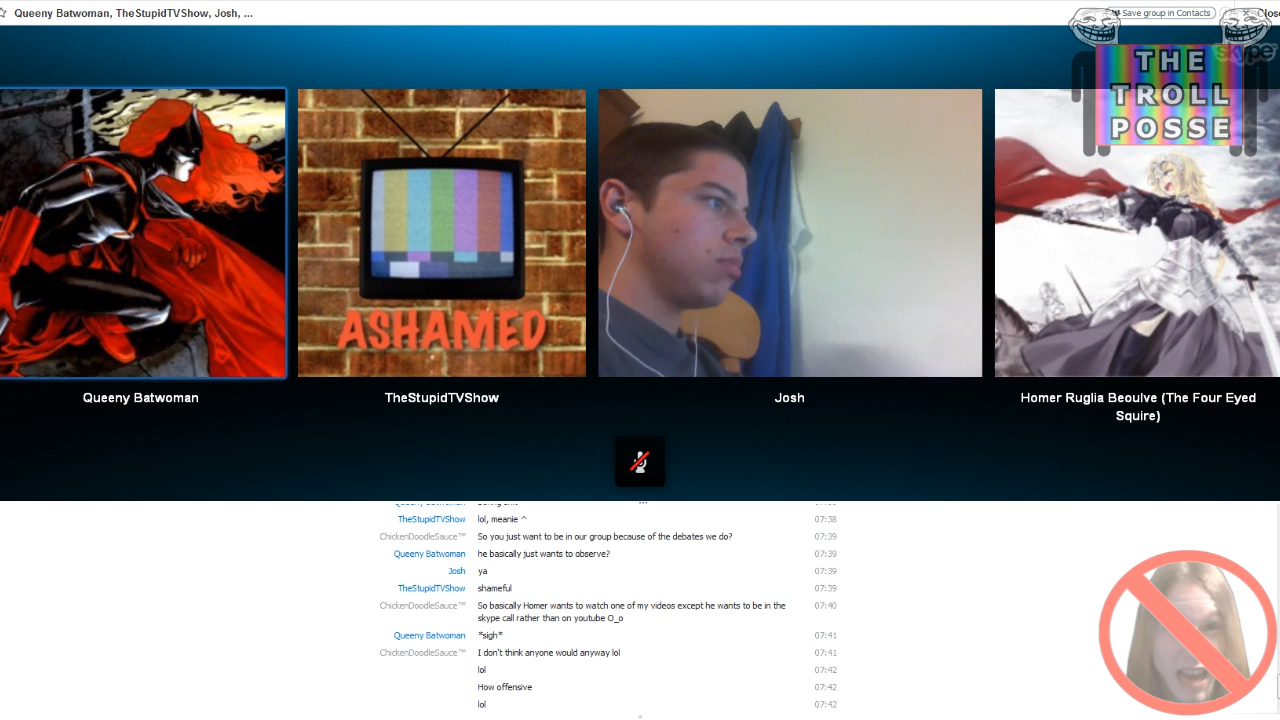 Queeny Batwoman, TheStupidTVShow, Josh, ...
Save group in Contacts
Close
skype
THE
TROLL
POSSE
ASHAMED
Queeny Batwoman
TheStupidTVShow
Josh
Homer Ruglia Beoulve (The Four Eyed
Squire)
Queeny Batwoman
TheStupidTVShow lol, meanie ^ 07:38
ChickenDoodleSauce™ So you just want to be in our group because of the debates we do? 07:39
Queeny Batwoman he basically just wants to observe? 07:39
Josh ya 07:39
TheStupidTVShow shameful 07:39
ChickenDoodleSauce™ So basically Homer wants to watch one of my videos except he wants to be in the 07:40
skype call rather than on youtube O_o
Queeny Batwoman *sigh* 07:41
ChickenDoodleSauce™ I don't think anyone would anyway lol 07:41
lol 07:42
How offensive 07:42
lol 07:42